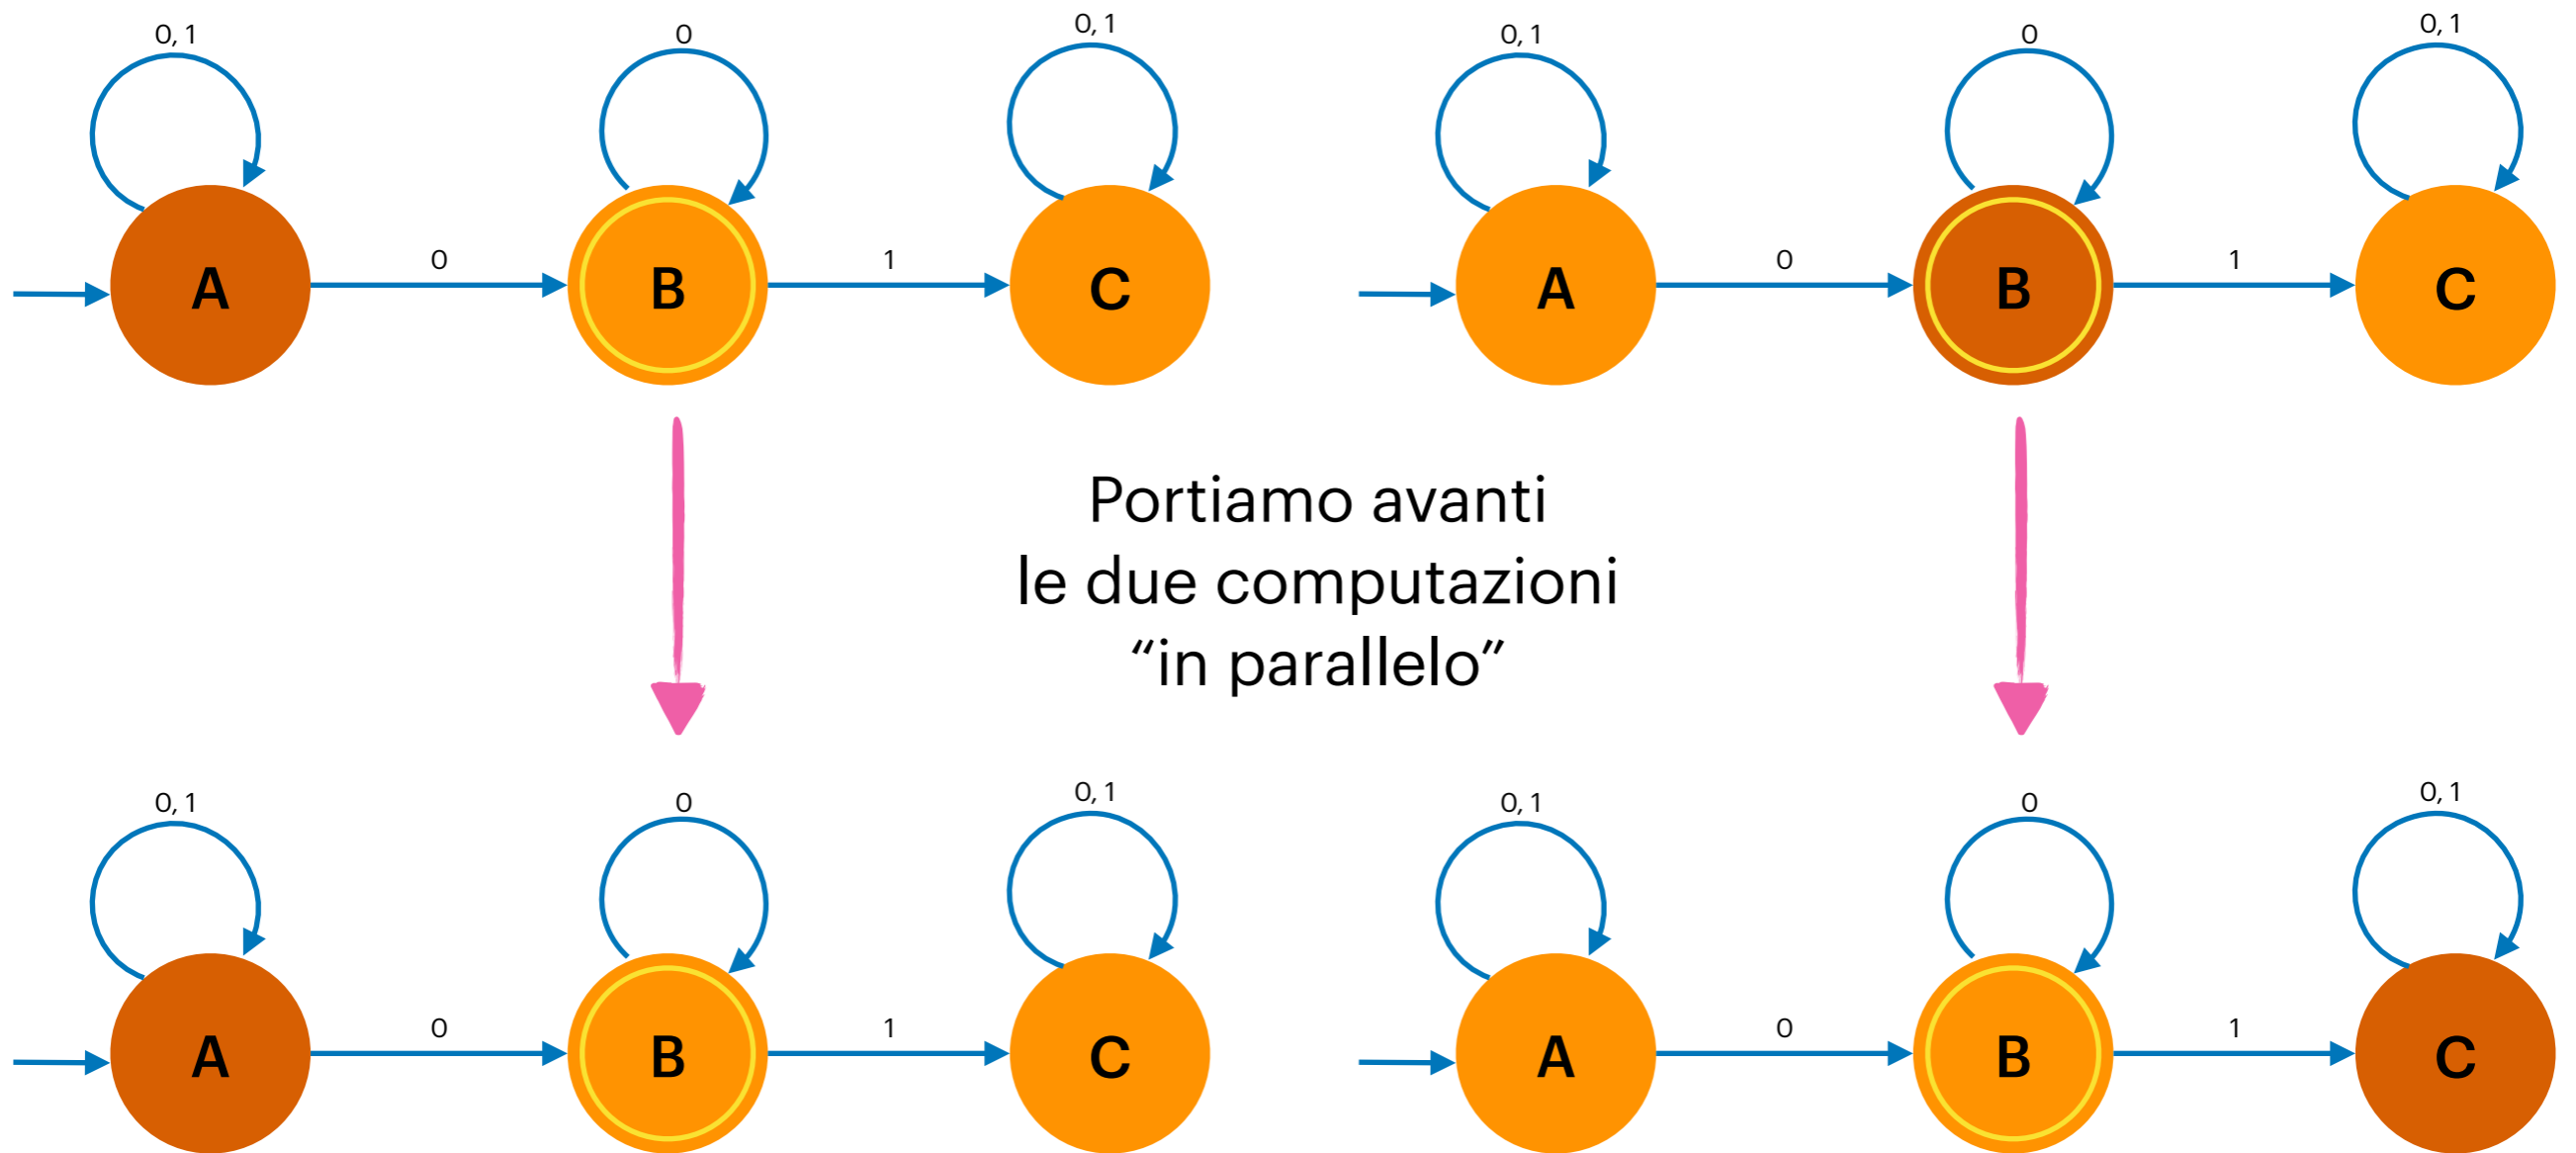 0, 1 0 0, 1 0, 1 0 0, 1
0 1 0 1
A B C A B C
Portiamo avanti
le due computazioni
“in parallelo”
0, 1 0 0, 1 0, 1 0 0, 1
0 1 0 1
A B C A B C